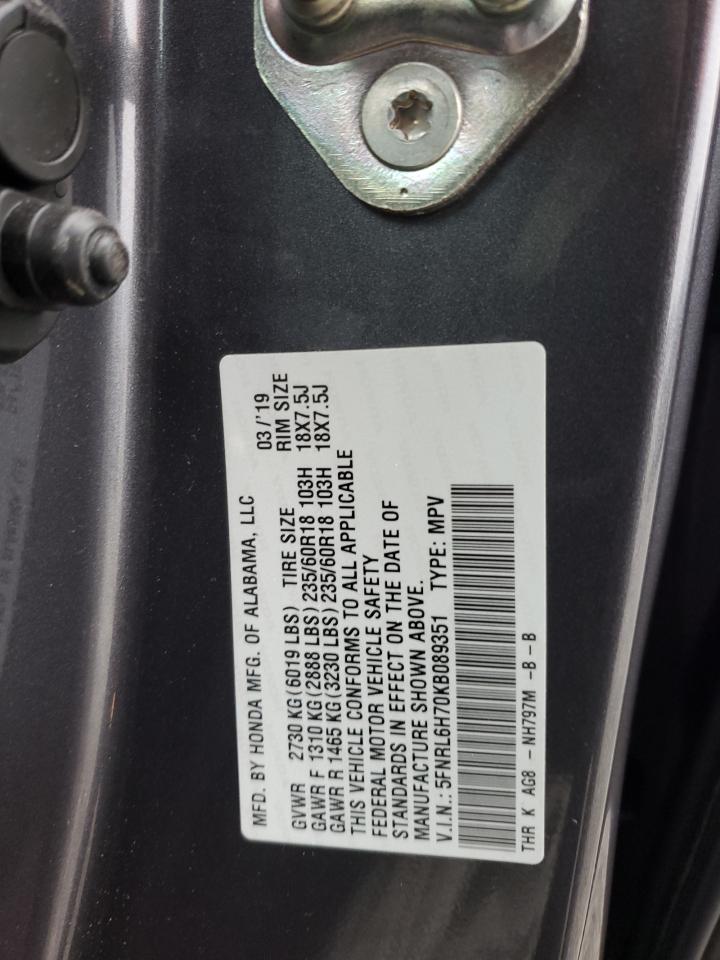 MFD. BY HONDA MFG. OF ALABAMA, LLC 03/'19
GVWR 2730 KG (6019 LBS) TIRE SIZE RIM SIZE
GAWR F 1310 KG (2888 LBS) 235/60R18 103H 18X7.5J
GAWR R 1465 KG (3230 LBS) 235/60R18 103H 18X7.5J
THIS VEHICLE CONFORMS TO ALL APPLICABLE
FEDERAL MOTOR VEHICLE SAFETY
STANDARDS IN EFFECT ON THE DATE OF
MANUFACTURE SHOWN ABOVE.
V.I.N.: 5FNRL6H70KB089351 TYPE: MPV
THR K AG8 - NH797M -B - B